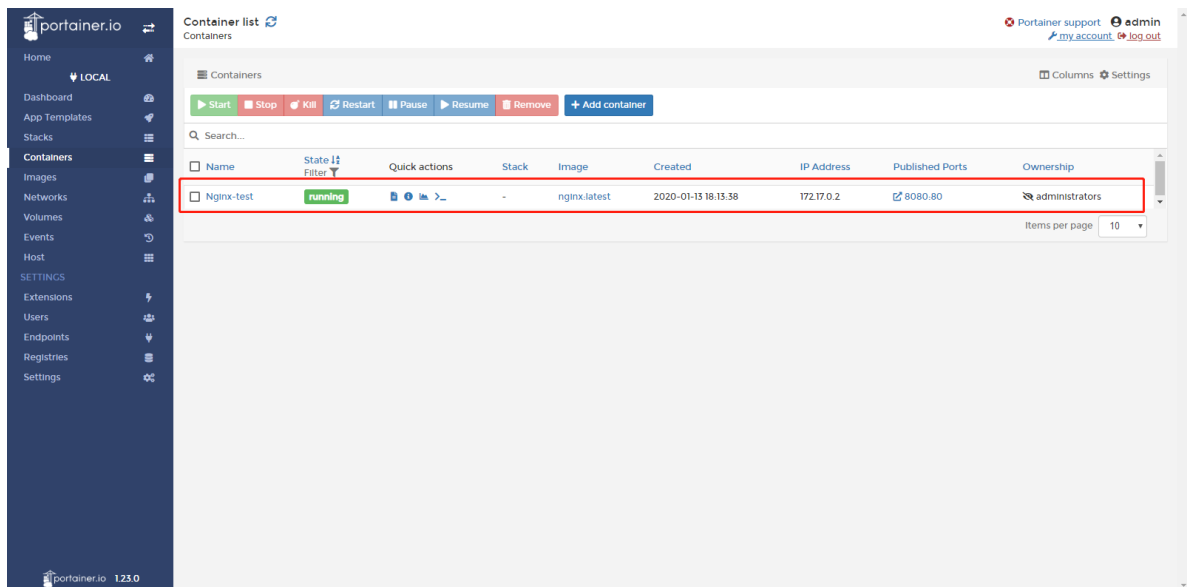 portainer.io
Home
LOCAL
Dashboard
App Templates
Stacks
Containers
Images
Networks
Volumes
Events
Host
SETTINGS
Extensions
Users
Endpoints
Registries
Settings
portainer.io 1.23.0
Container list
Containers
Portainer support admin
my account log out
Containers
Columns Settings
Start Stop Kill Restart Pause Resume Remove + Add container
Search...
Name State Filter Quick actions Stack Image Created IP Address Published Ports Ownership
Nginx-test running - nginx:latest 2020-01-13 18:13:38 172.17.0.2 8080:80 administrators
Items per page 10